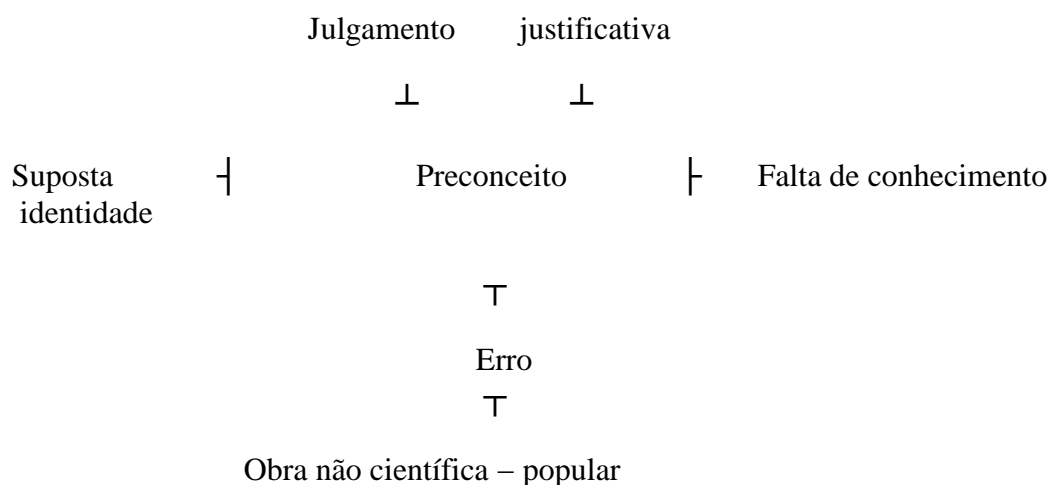 Julgamento justificativa
⊥ ⊥
Suposta ┤ Preconceito ├ Falta de conhecimento
identidade
┬
Erro
┬
Obra não científica – popular